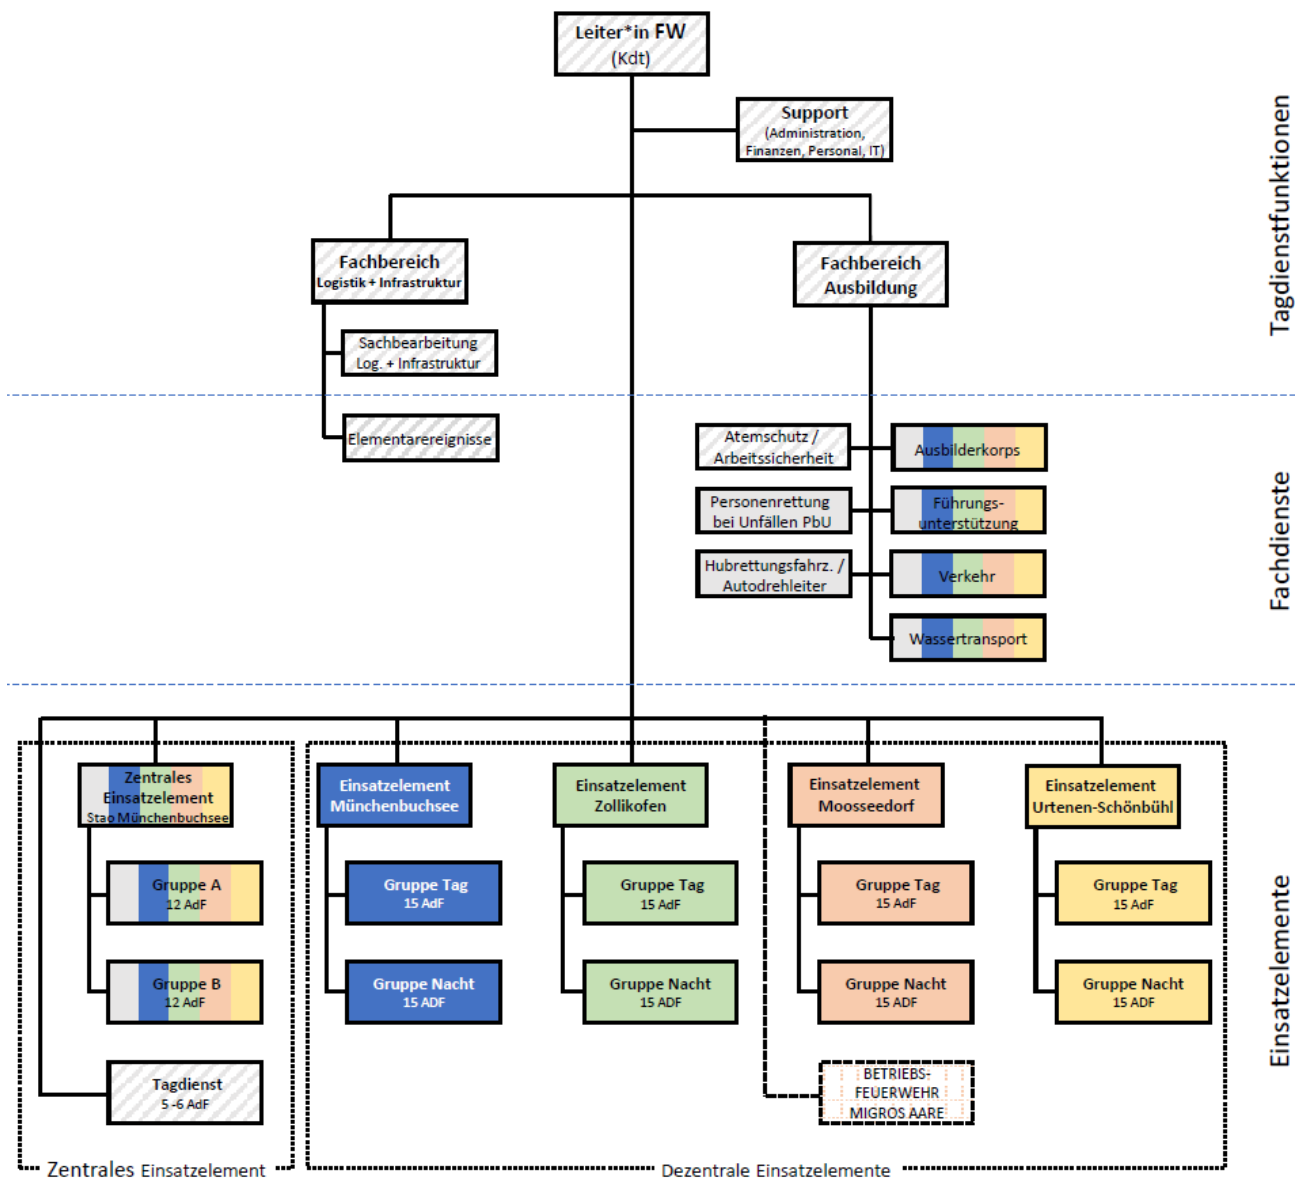 Leiter*in FW
(Kdt)
Support
(Administration,
Finanzen, Personal, IT)
Tagdienstfunktionen
Fachbereich
Logistik + Infrastruktur
Fachbereich
Ausbildung
Sachbearbeitung
Log. + Infrastruktur
Elementarereignisse
Atemschutz /
Arbeitssicherheit
Ausbilderkorps
Personenrettung
bei Unfällen PbU
Führungs-
unterstützung
Hubrettungsfahrz. /
Autodrehleiter
Verkehr
Wassertransport
Fachdienste
Zentrales
Einsatzelement
Stao Münchenbuchsee
Einsatzelement
Münchenbuchsee
Einsatzelement
Zollikofen
Einsatzelement
Moosseedorf
Einsatzelement
Urtenen-Schönbühl
Gruppe A
12 AdF
Gruppe Tag
15 AdF
Gruppe Tag
15 AdF
Gruppe Tag
15 AdF
Gruppe Tag
15 AdF
Gruppe B
12 AdF
Gruppe Nacht
15 ADF
Gruppe Nacht
15 ADF
Gruppe Nacht
15 ADF
Gruppe Nacht
15 ADF
Tagdienst
5 -6 AdF
BETRIEBS-
FEUERWEHR
MIGROS AARE
Einsatzelemente
Zentrales Einsatzelement
Dezentrale Einsatzelemente